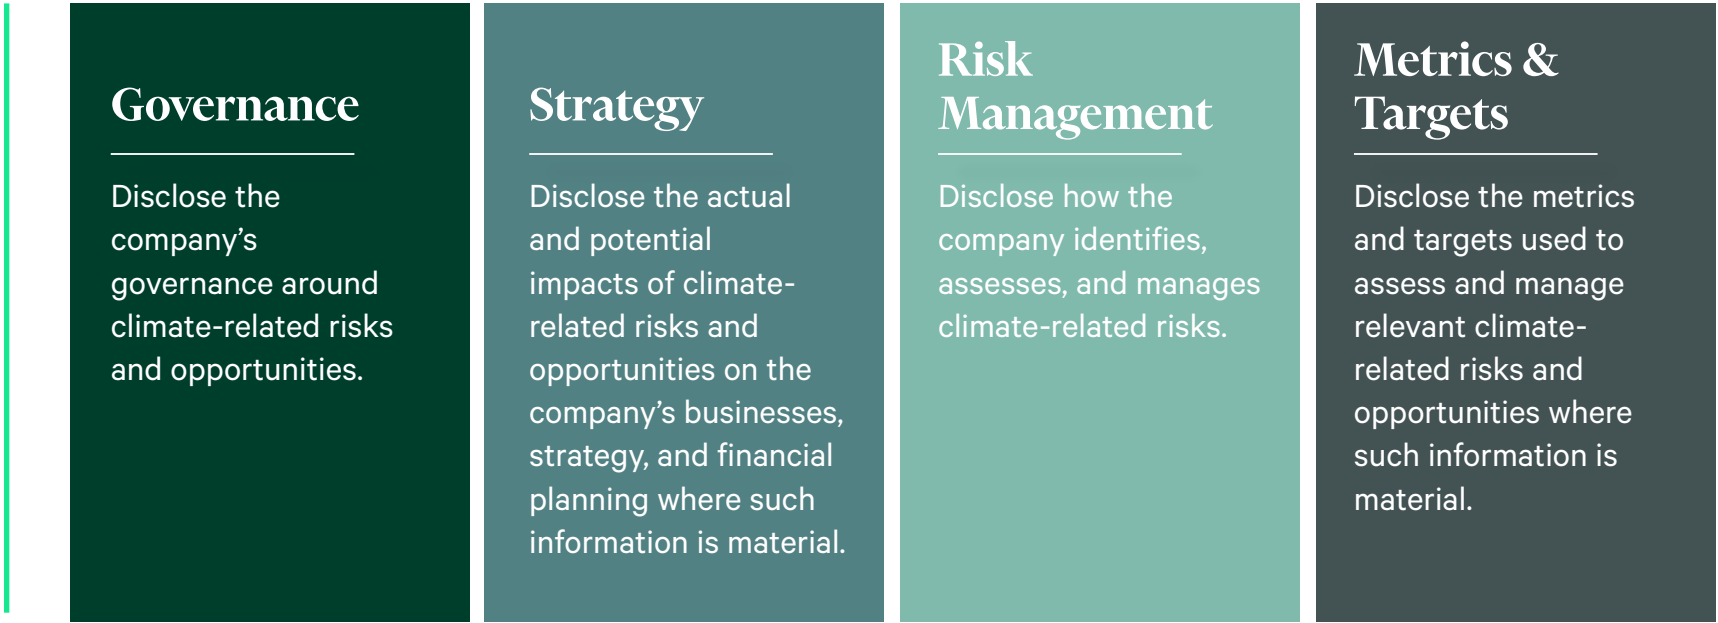 Governance
Disclose the
company’s
governance around
climate-related risks
and opportunities.
Strategy
Disclose the actual
and potential
impacts of climate-
related risks and
opportunities on the
company’s businesses,
strategy, and financial
planning where such
information is material.
Risk
Management
Disclose how the
company identifies,
assesses, and manages
climate-related risks.
Metrics &
Targets
Disclose the metrics
and targets used to
assess and manage
relevant climate-
related risks and
opportunities where
such information is
material.